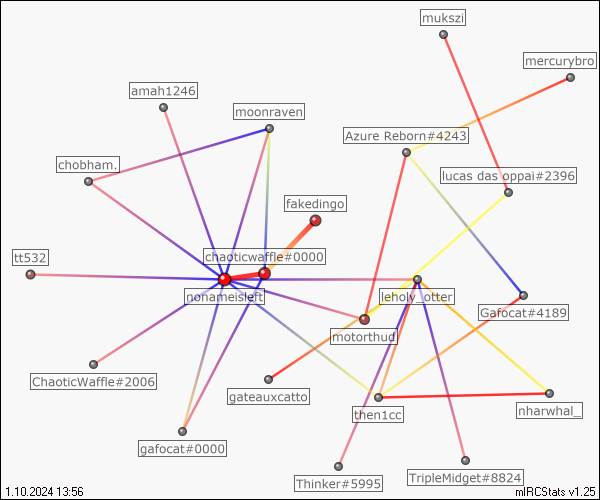 mukszi
mercurybro
amah1246
moonraven
Azure Reborn#4243
chobham.
lucas das oppai#2396
fakedingo
tt532
chaoticwaffle#0000
nonameisleft
leholy_otter
Gafocat#4189
motorthud
ChaoticWaffle#2006
gateauxcatto
then1cc
nharwhal_
gafocat#0000
Thinker#5995
TripleMidget#8824
1.10.2024 13:56
mIRCStats v1.25